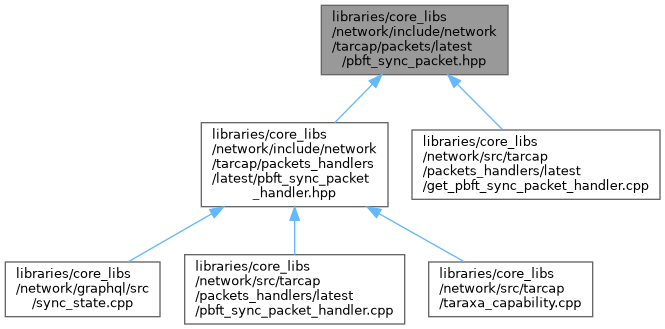 libraries/core_libs
/network/include/network
/tarcap/packets/latest
/pbft_sync_packet.hpp
libraries/core_libs
/network/include/network
/tarcap/packets_handlers
/latest/pbft_sync_packet
_handler.hpp
libraries/core_libs
/network/src/tarcap
/packets_handlers/latest
/get_pbft_sync_packet_handler.cpp
libraries/core_libs
/network/graphql/src
/sync_state.cpp
libraries/core_libs
/network/src/tarcap
/packets_handlers/latest
/pbft_sync_packet_handler.cpp
libraries/core_libs
/network/src/tarcap
/taraxa_capability.cpp